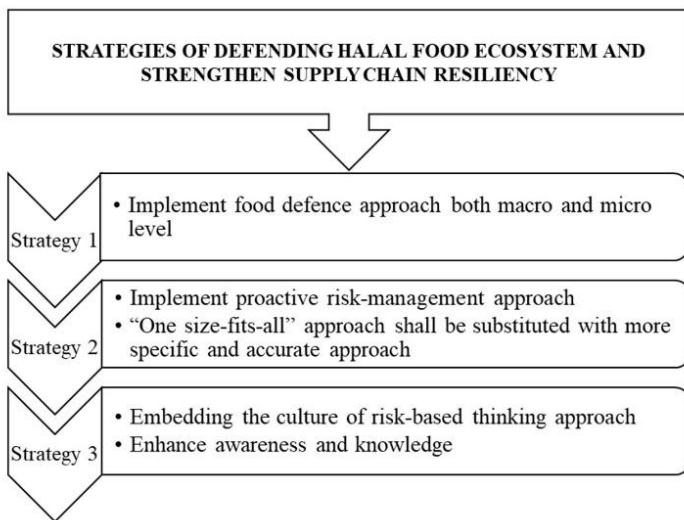 STRATEGIES OF DEFENDING HALAL FOOD ECOSYSTEM AND
STRENGTHEN SUPPLY CHAIN RESILIENCY
Strategy 1
• Implement food defence approach both macro and micro
level
Strategy 2
• Implement proactive risk-management approach
• “One size-fits-all” approach shall be substituted with more
specific and accurate approach
Strategy 3
• Embedding the culture of risk-based thinking approach
• Enhance awareness and knowledge